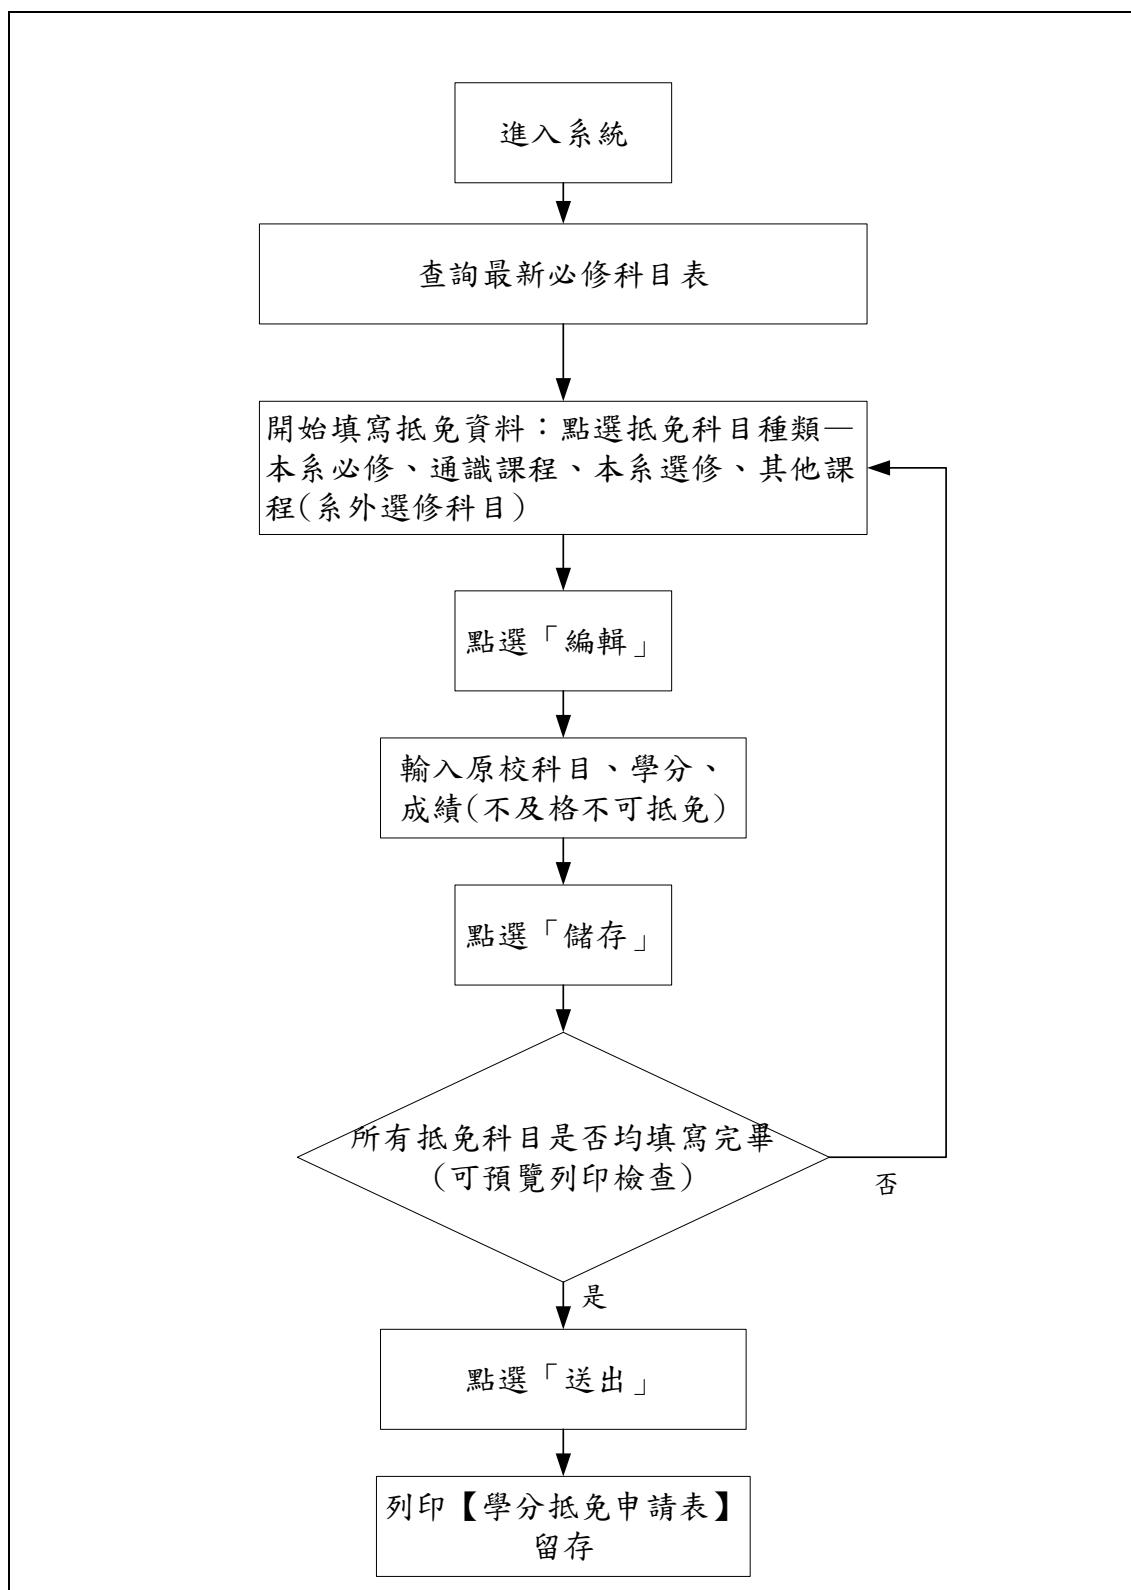 進入系統
查詢最新必修科目表
開始填寫抵免資料：點選抵免科目種類—
本系必修、通識課程、本系選修、其他課
程(系外選修科目)
點選「編輯」
輸入原校科目、學分、
成績(不及格不可抵免)
點選「儲存」
所有抵免科目是否均填寫完畢
(可預覽列印檢查)
否
是
點選「送出」
列印【學分抵免申請表】
留存